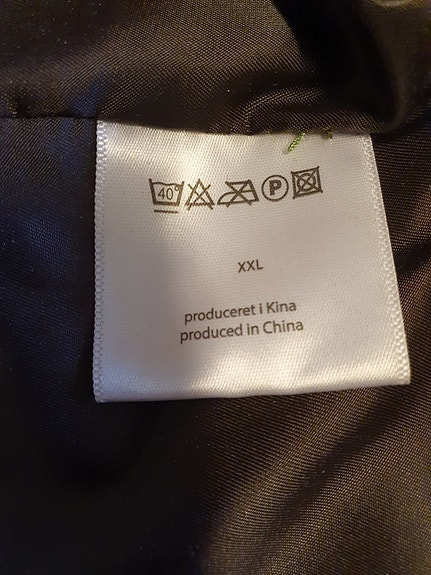 40°
P
XXL
produceret i Kina
produced in China